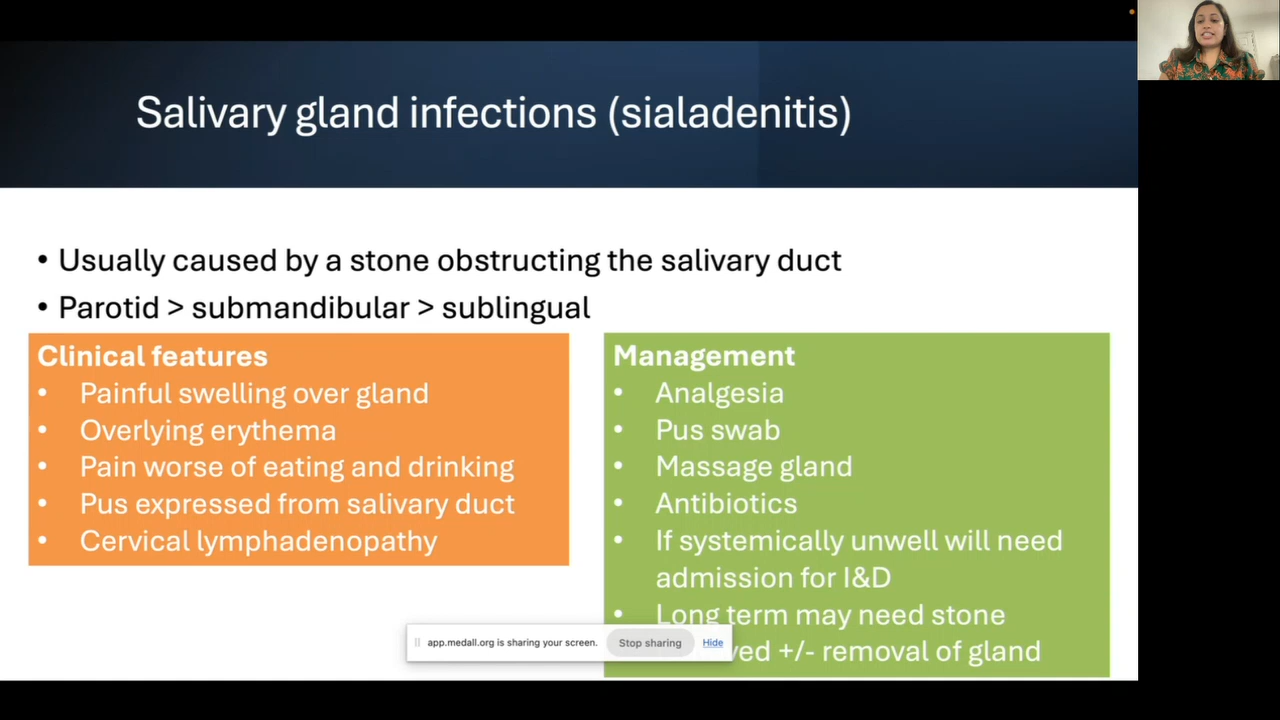 Salivary gland infections (sialadenitis)
• Usually caused by a stone obstructing the salivary duct
• Parotid > submandibular > sublingual
Clinical features
• Painful swelling over gland
• Overlying erythema
• Pain worse of eating and drinking
• Pus expressed from salivary duct
• Cervical lymphadenopathy
Management
• Analgesia
• Pus swab
• Massage gland
• Antibiotics
• If systemically unwell will need
admission for I&D
• Long term may need stone
+/- removal of gland
app.medall.org is sharing your screen.
Stop sharing
Hide